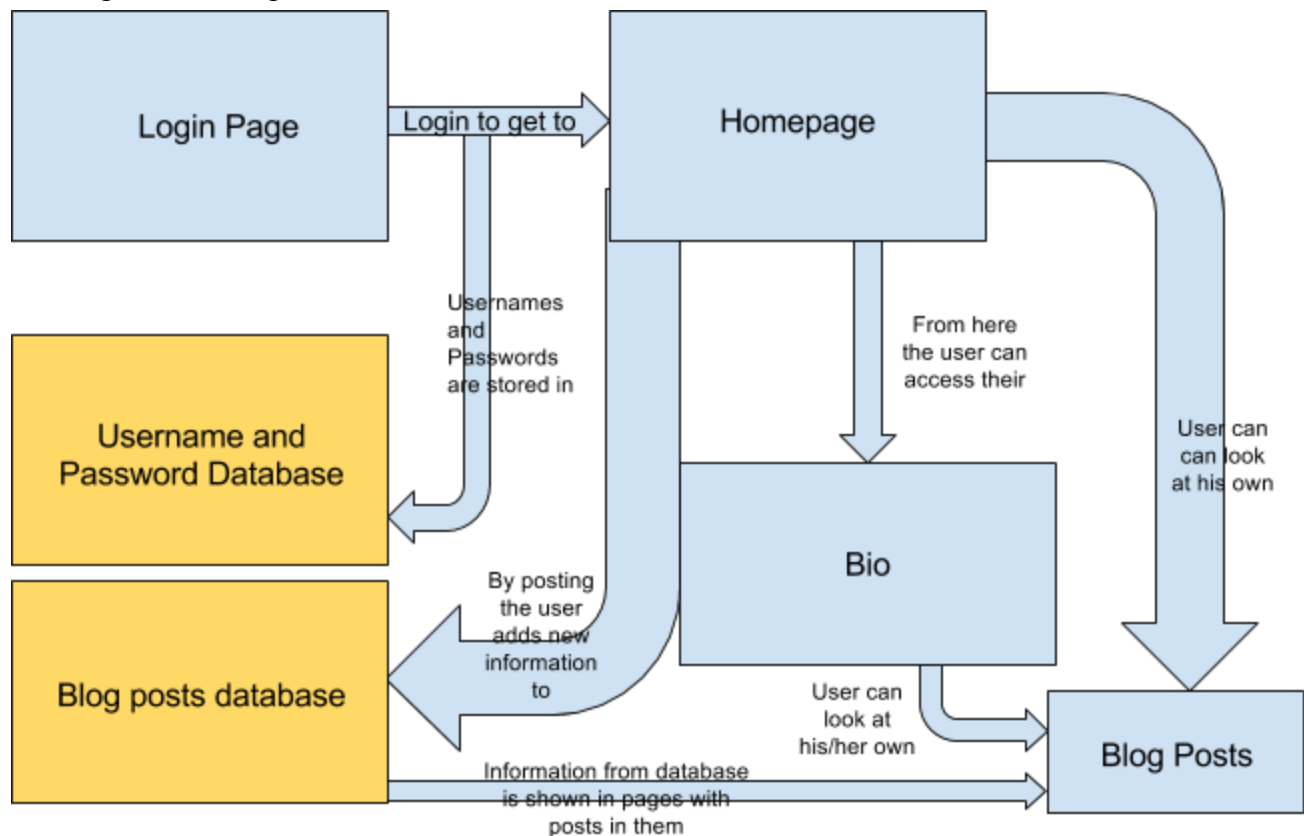 Login Page
Login to get to
Homepage
Usernames
and
Passwords
are stored in
From here
the user can
access their
User can
can look
at his own
Username and
Password Database
Bio
By posting
the user
adds new
information
to
Blog posts database
User can
look at
his/her own
Blog Posts
Information from database
is shown in pages with
posts in them